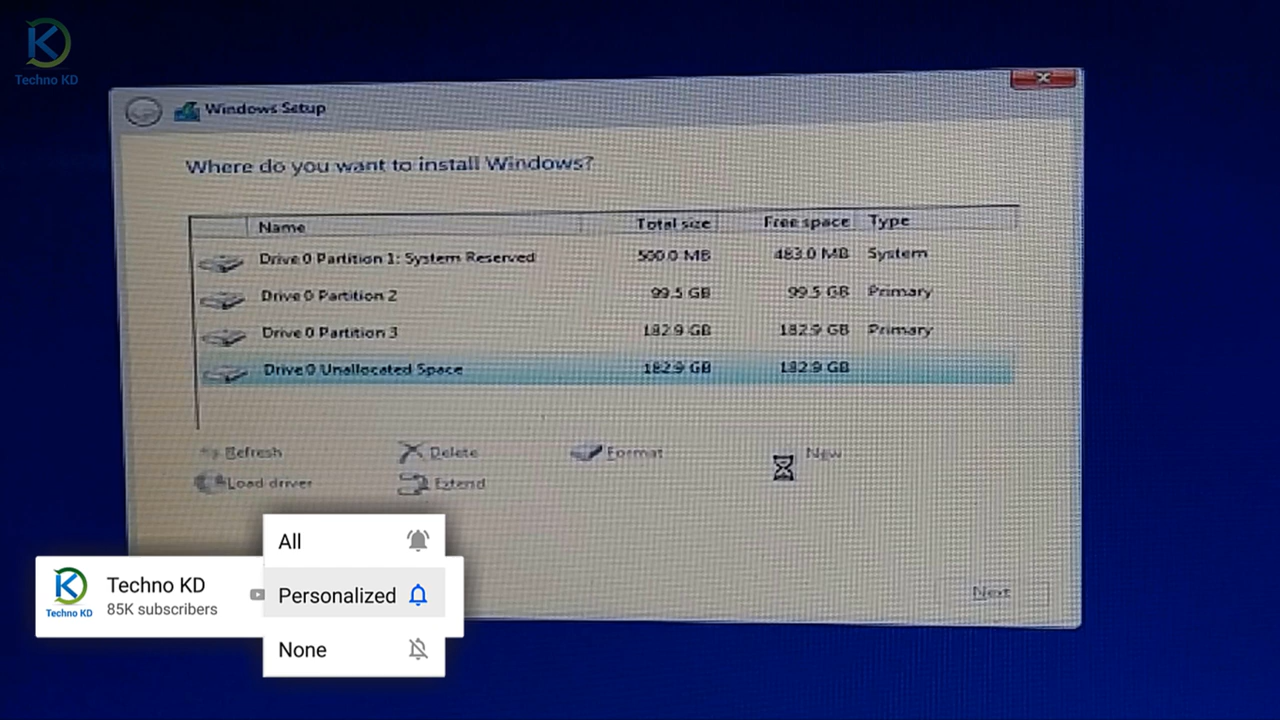 Techno KD
Windows Setup
Where do you want to install Windows?
Name Total size Free space Type
Drive 0 Partition 1: System Reserved 500.0 MB 483.0 MB System
Drive 0 Partition 2 99.5 GB 99.5 GB Primary
Drive 0 Partition 3 182.9 GB 182.9 GB Primary
Drive 0 Unallocated Space 182.9 GB 182.9 GB
Refresh Delete Format New
Load driver Extend
Next
All
Personalized
None
Techno KD
85K subscribers
Techno KD